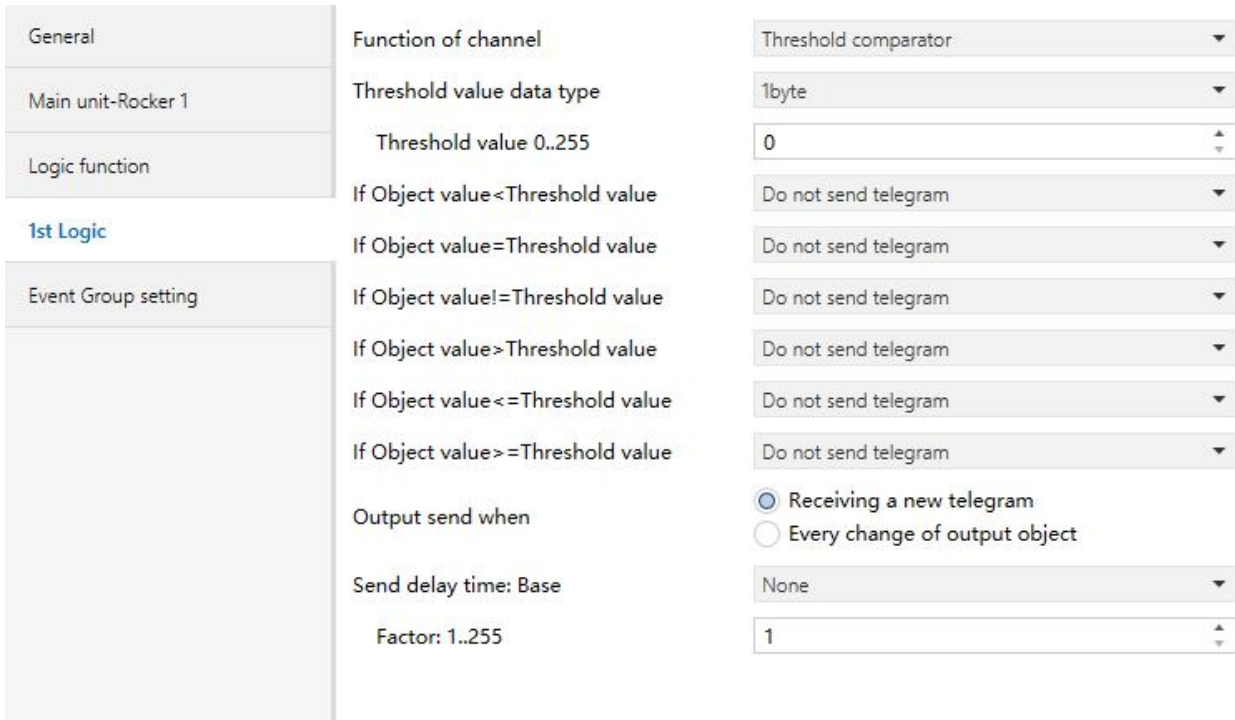 General
Main unit-Rocker 1
Logic function
1st Logic
Event Group setting
Function of channel Threshold comparator
Threshold value data type 1byte
Threshold value 0..255 0
If Object value<Threshold value Do not send telegram
If Object value=Threshold value Do not send telegram
If Object value!=Threshold value Do not send telegram
If Object value>Threshold value Do not send telegram
If Object value<=Threshold value Do not send telegram
If Object value>=Threshold value Do not send telegram
Output send when Receiving a new telegram
Every change of output object
Send delay time: Base None
Factor: 1..255 1